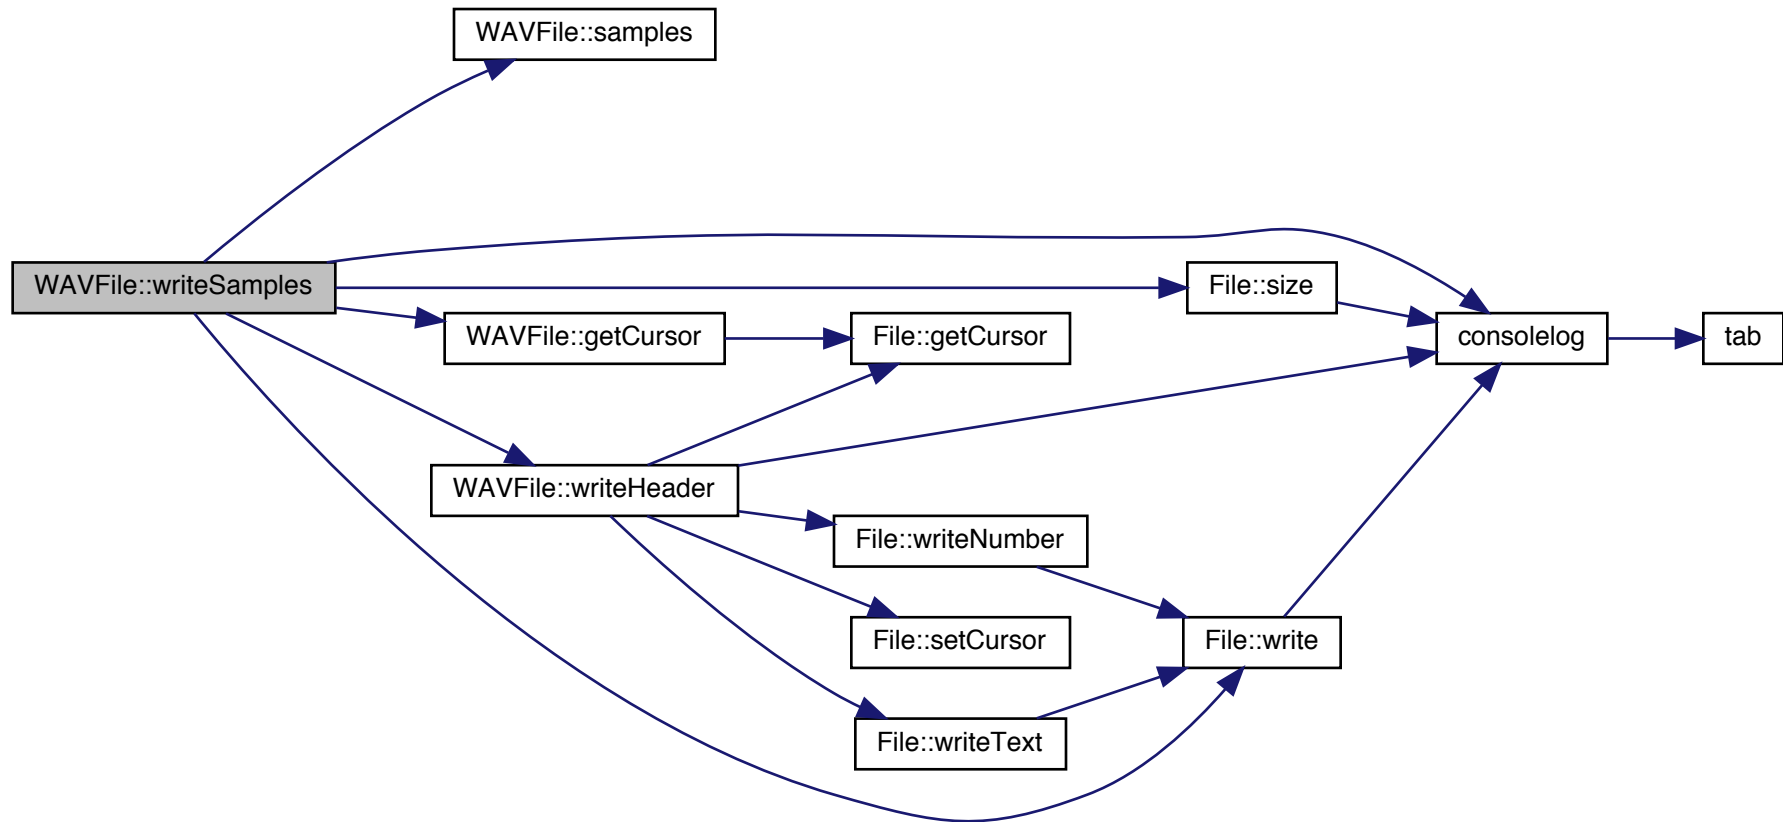 WAVFile::samples
WAVFile::writeSamples
File::size
WAVFile::getCursor
File::getCursor
consolelog
tab
WAVFile::writeHeader
File::writeNumber
File::setCursor
File::write
File::writeText